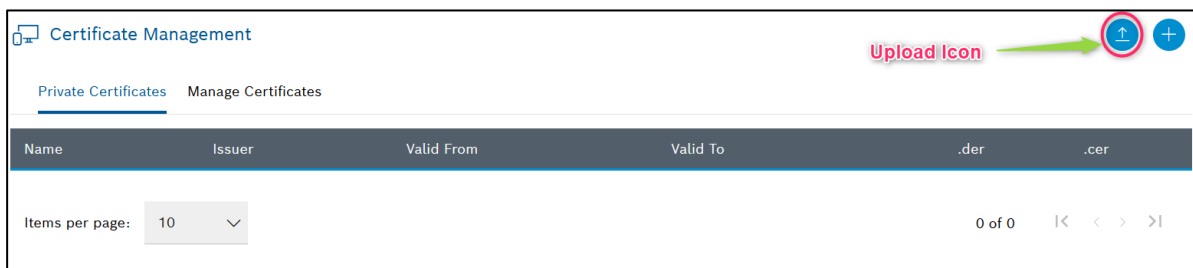 Certificate Management
Upload Icon
Private Certificates Manage Certificates
Name Issuer Valid From Valid To .der .cer
Items per page: 10 0 of 0